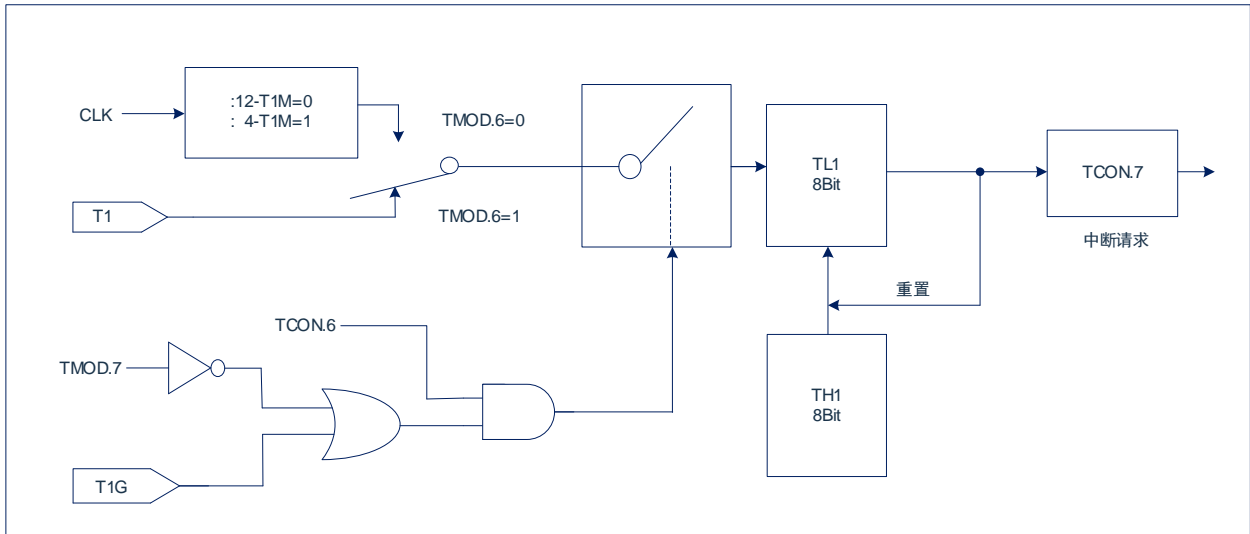 :12-T1M=0
: 4-T1M=1
CLK
TMOD.6=0
T1
TMOD.6=1
TL1
8Bit
TCON.7
中断请求
重置
TCON.6
TMOD.7
TH1
8Bit
T1G